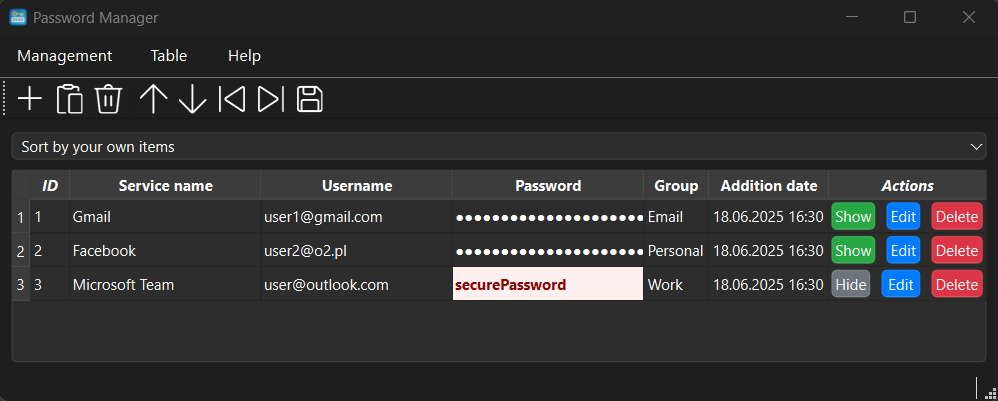 Password Manager
Management Table Help
Sort by your own items
ID Service name Username Password Group Addition date Actions
1 1 Gmail user1@gmail.com ●●●●●●●●●●●●●●●●●●●●● Email 18.06.2025 16:30 Show Edit Delete
2 2 Facebook user2@o2.pl ●●●●●●●●●●●●●●●●●●●●● Personal 18.06.2025 16:30 Show Edit Delete
3 3 Microsoft Team user@outlook.com securePassword Work 18.06.2025 16:30 Hide Edit Delete